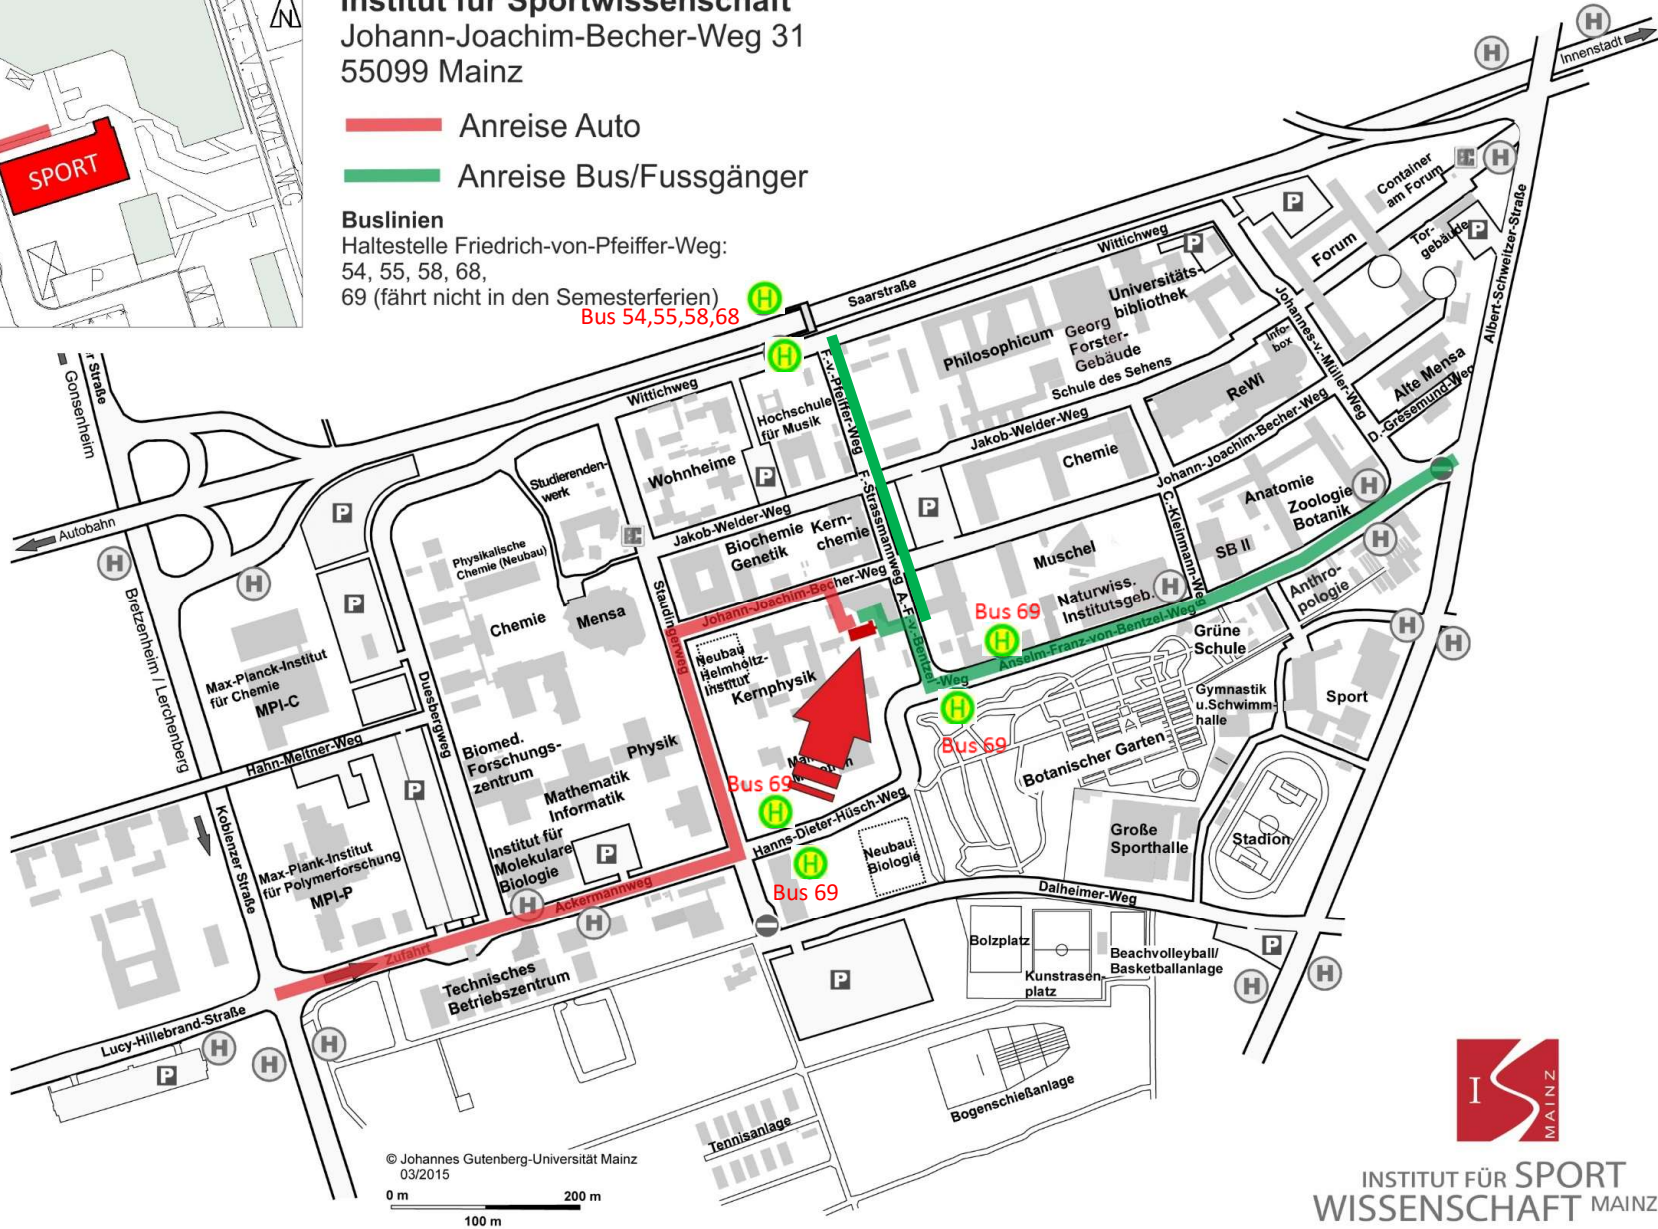 Institut für Sportwissenschaft
Johann-Joachim-Becher-Weg 31
55099 Mainz
Anreise Auto
Anreise Bus/Fussgänger
Buslinien
Haltestelle Friedrich-von-Pfeiffer-Weg:
54, 55, 58, 68,
69 (fährt nicht in den Semesterferien)
Bus 54,55,58,68
N
SPORT
P
H
H
H
H
Innenstadt
Saarstraße
Wittichweg
Wittichweg
P
P
P
H
Container
am Forum
Forum
Tor-
gebäude
Albert-Schweitzer-Straße
Universitäts-
bibliothek
Georg
Forster-
Gebäude
Philosophicum
Schule des Sehens
Info-
box
Johannes-v.-Müller-Weg
ReWi
Alte Mensa
D.-Gresemund-Weg
Jakob-Welder-Weg
Johann-Joachim-Becher-Weg
Chemie
F.-v.-Pfeiffer-Weg
F.-Strassmannweg
A.-F.-v.-Bentzel
-Weg
Hochschule
für Musik
P
P
Wohnheime
Studierenden-
werk
Jakob-Welder-Weg
Biochemie
Genetik
Kern-
chemie
Johann-Joachim-Becher-Weg
Staudingerweg
Gonsenheim
r Straße
Autobahn
H
H
P
P
Bretzenheim / Lerchenberg
Physikalische
Chemie (Neubau)
Chemie
Mensa
Muschel
Naturwiss.
Institutsgeb.
H
C.-Kleinmann-Weg
SB II
Anatomie
Zoologie
Botanik
H
H
Anthro-
pologie
Bus 69
H
Anselm-Franz-von-Bentzel-Weg
Grüne
Schule
H
H
Neubau
Helmholtz-
Institut
Kernphysik
Max-Planck-Institut
für Chemie
MPI-C
Duesbergweg
Hahn-Meitner-Weg
Gymnastik
u.Schwimm-
halle
Sport
H
Bus 69
Botanischer Garten
Biomed.
Forschungs-
zentrum
Physik
Mathematik
Informatik
P
Bus 69
H
Hanns-Dieter-Hüsch-Weg
Koblenzer Straße
Max-Plank-Institut
für Polymerforschung
MPI-P
Institut für
Molekulare
Biologie
P
H
Bus 69
Neubau
Biologie
Große
Sporthalle
Stadion
Ackermannweg
H
H
Zufahrt
Dalheimer-Weg
Technisches
Betriebszentrum
P
Bolzplatz
Kunstrasen-
platz
Beachvolleyball/
Basketballanlage
P
H
H
Lucy-Hillebrand-Straße
H
H
H
P
Bogenschießanlage
Tennisanlage
© Johannes Gutenberg-Universität Mainz
03/2015
0 m
200 m
100 m
IS
MAINZ
INSTITUT FÜR SPORT
WISSENSCHAFT MAINZ